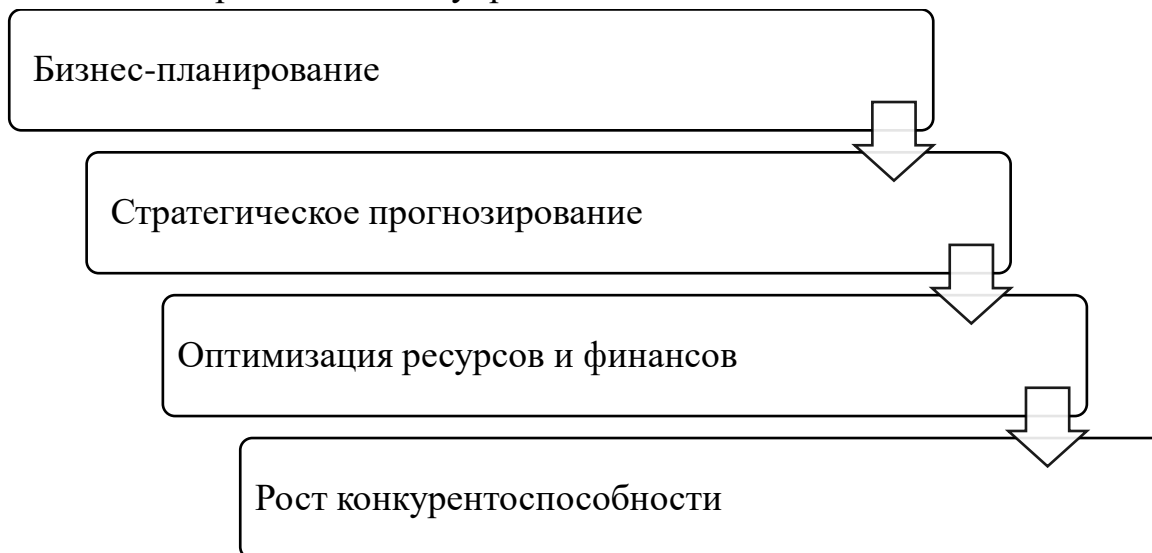 Бизнес-планирование
Стратегическое прогнозирование
Оптимизация ресурсов и финансов
Рост конкурентоспособности